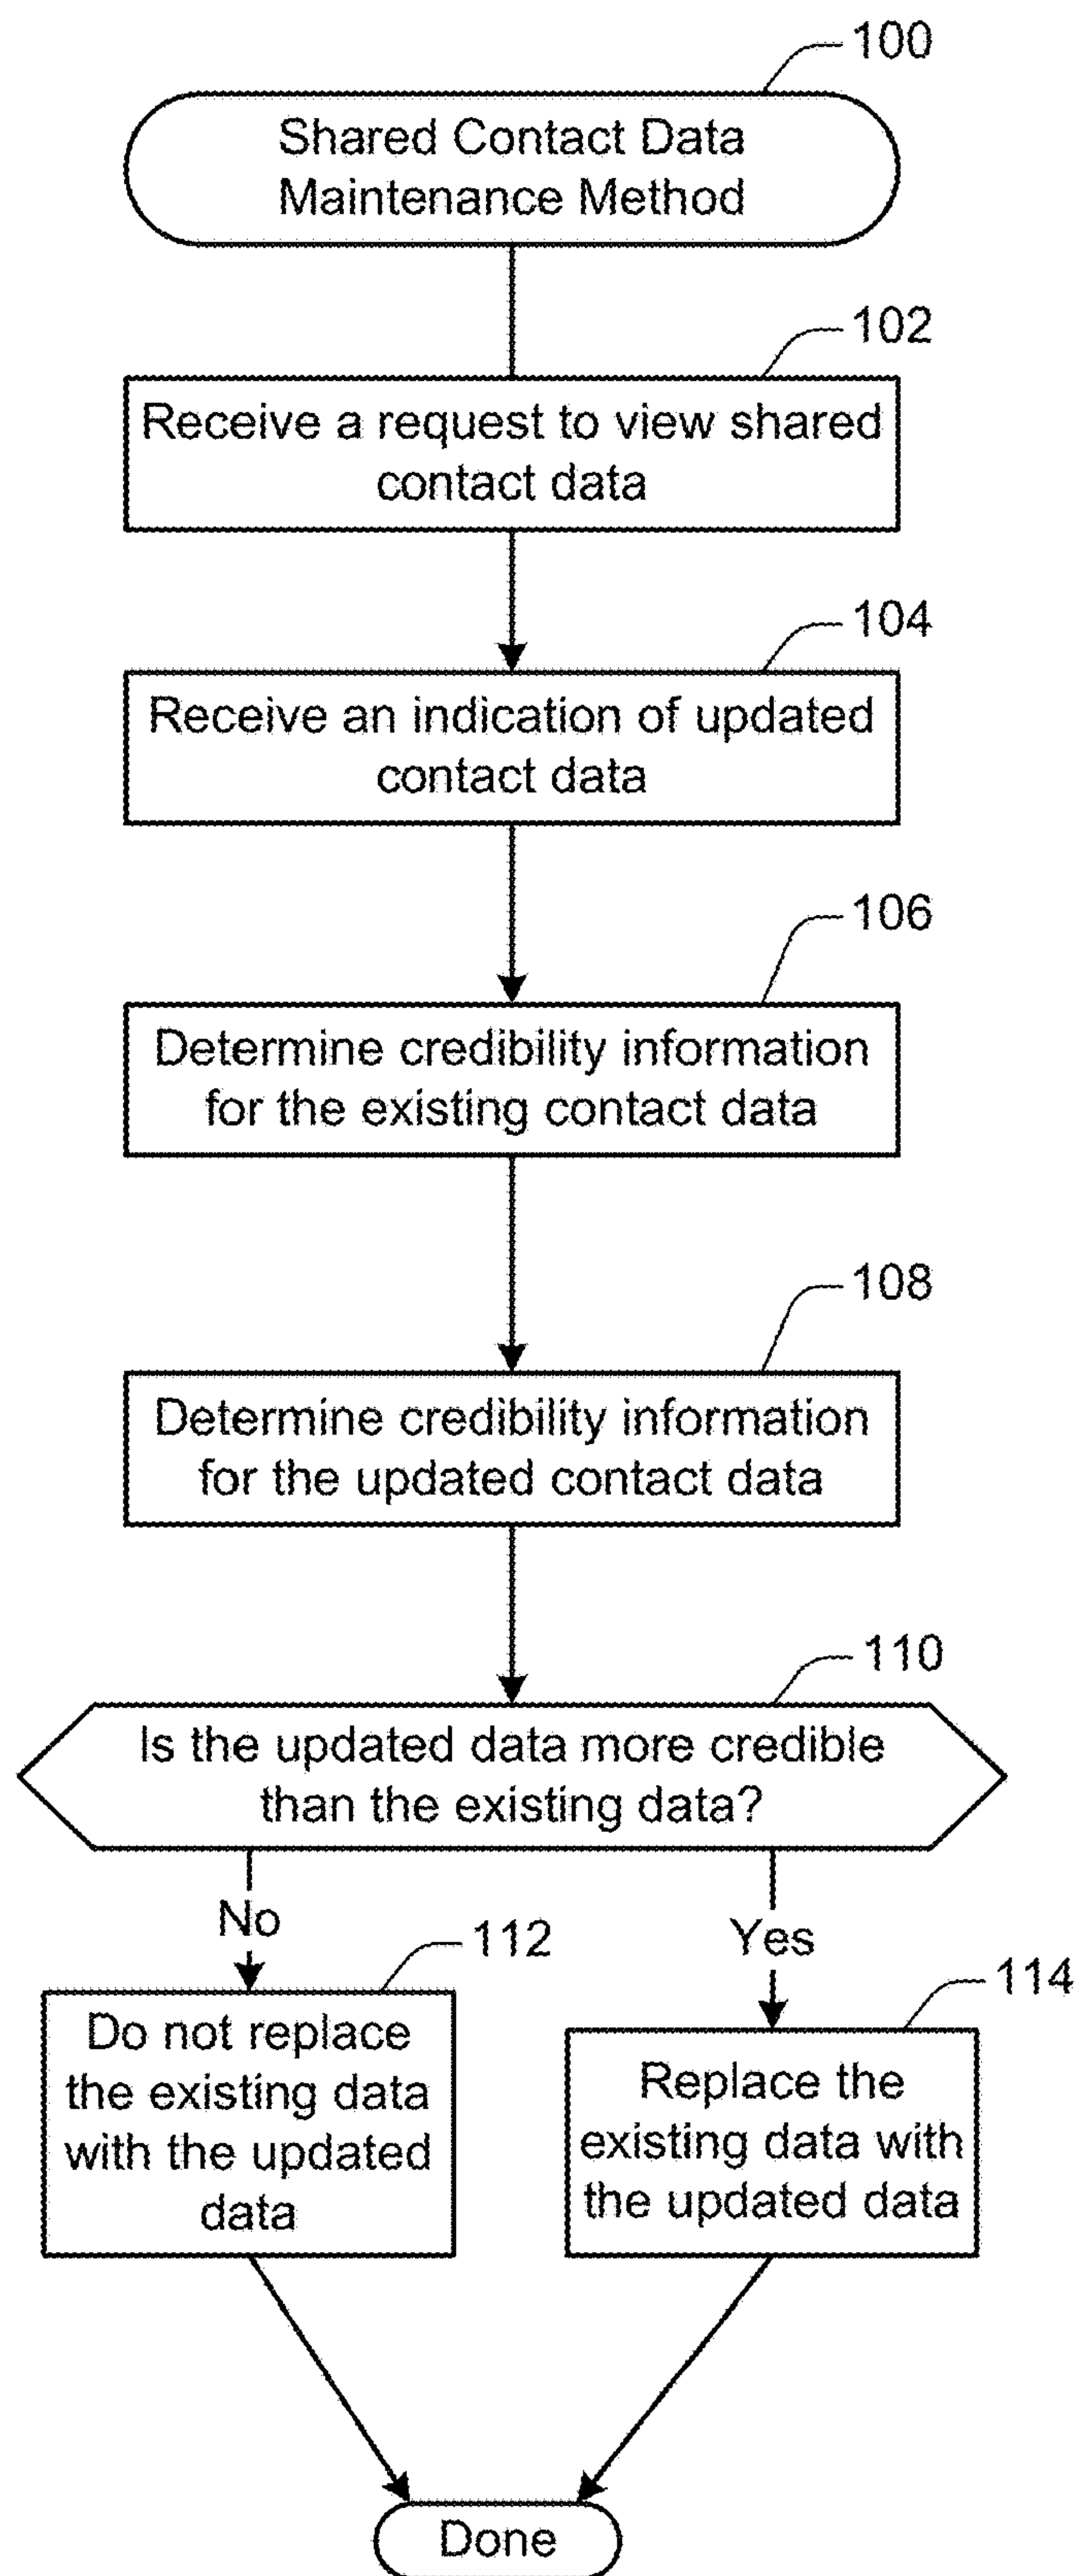 100
Shared Contact Data
Maintenance Method
102
Receive a request to view shared
contact data
104
Receive an indication of updated
contact data
106
Determine credibility information
for the existing contact data
108
Determine credibility information
for the updated contact data
110
Is the updated data more credible
than the existing data?
No
112
Do not replace
the existing data
with the updated
data
Yes
114
Replace the
existing data with
the updated data
Done